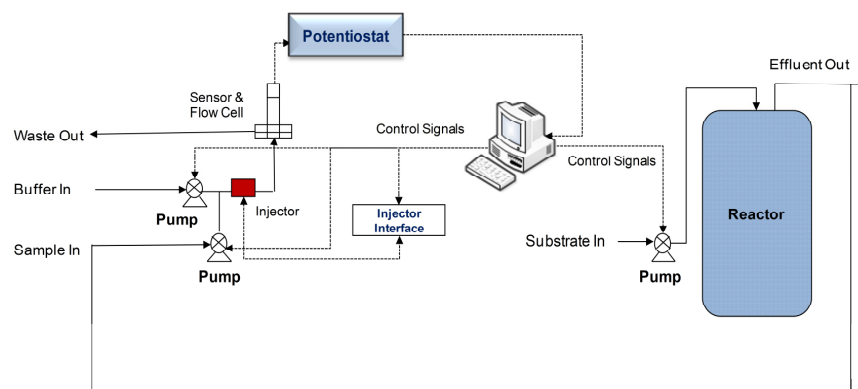 Potentiostat
Effluent Out
Sensor &
Flow Cell
Waste Out
Control Signals
Control Signals
Buffer In
Pump
Injector
Injector
Interface
Reactor
Sample In
Pump
Substrate In
Pump